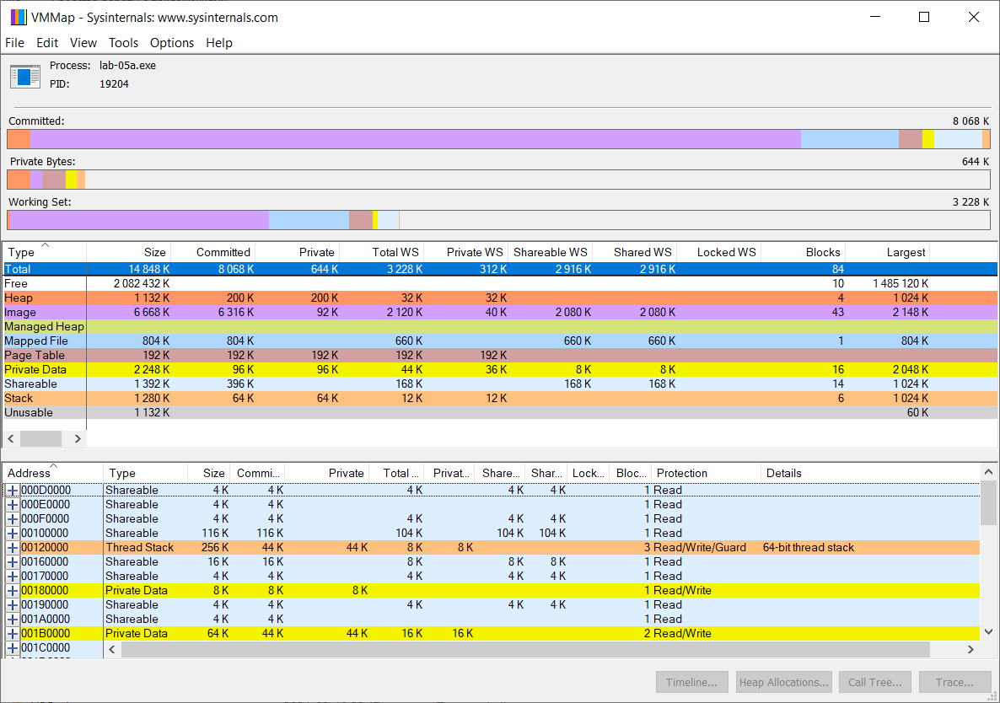 VMMap - Sysinternals: www.sysinternals.com
File Edit View Tools Options Help
Process: lab-05a.exe
PID: 19204
Committed: 8 068 K
Private Bytes: 644 K
Working Set: 3 228 K
Type Size Committed Private Total WS Private WS Shareable WS Shared WS Locked WS Blocks Largest
Total 14 848 K 8 068 K 644 K 3 228 K 312 K 2 916 K 2 916 K 84
Free 2 082 432 K 10 1 485 120 K
Heap 1 132 K 200 K 200 K 32 K 32 K 4 1 024 K
Image 6 668 K 6 316 K 92 K 2 120 K 40 K 2 080 K 2 080 K 43 2 148 K
Managed Heap
Mapped File 804 K 804 K 660 K 660 K 660 K 1 804 K
Page Table 192 K 192 K 192 K 192 K 192 K
Private Data 2 248 K 96 K 96 K 44 K 36 K 8 K 8 K 16 2 048 K
Shareable 1 392 K 396 K 168 K 168 K 168 K 14 1 024 K
Stack 1 280 K 64 K 64 K 12 K 12 K 6 1 024 K
Unusable 1 132 K 60 K
Address Type Size Commi... Private Total ... Privat... Share... Shar... Lock... Bloc... Protection Details
000D0000 Shareable 4 K 4 K 4 K 4 K 4 K 1 Read
000E0000 Shareable 4 K 4 K 1 Read
000F0000 Shareable 4 K 4 K 4 K 4 K 4 K 1 Read
00100000 Shareable 116 K 116 K 104 K 104 K 104 K 1 Read
00120000 Thread Stack 256 K 44 K 44 K 8 K 8 K 3 Read/Write/Guard 64-bit thread stack
00160000 Shareable 16 K 16 K 8 K 8 K 8 K 1 Read
00170000 Shareable 4 K 4 K 4 K 4 K 4 K 1 Read
00180000 Private Data 8 K 8 K 8 K 1 Read/Write
00190000 Shareable 4 K 4 K 4 K 4 K 4 K 1 Read
001A0000 Shareable 4 K 4 K 1 Read
001B0000 Private Data 64 K 44 K 44 K 16 K 16 K 2 Read/Write
001C0000
Timeline... Heap Allocations... Call Tree... Trace...